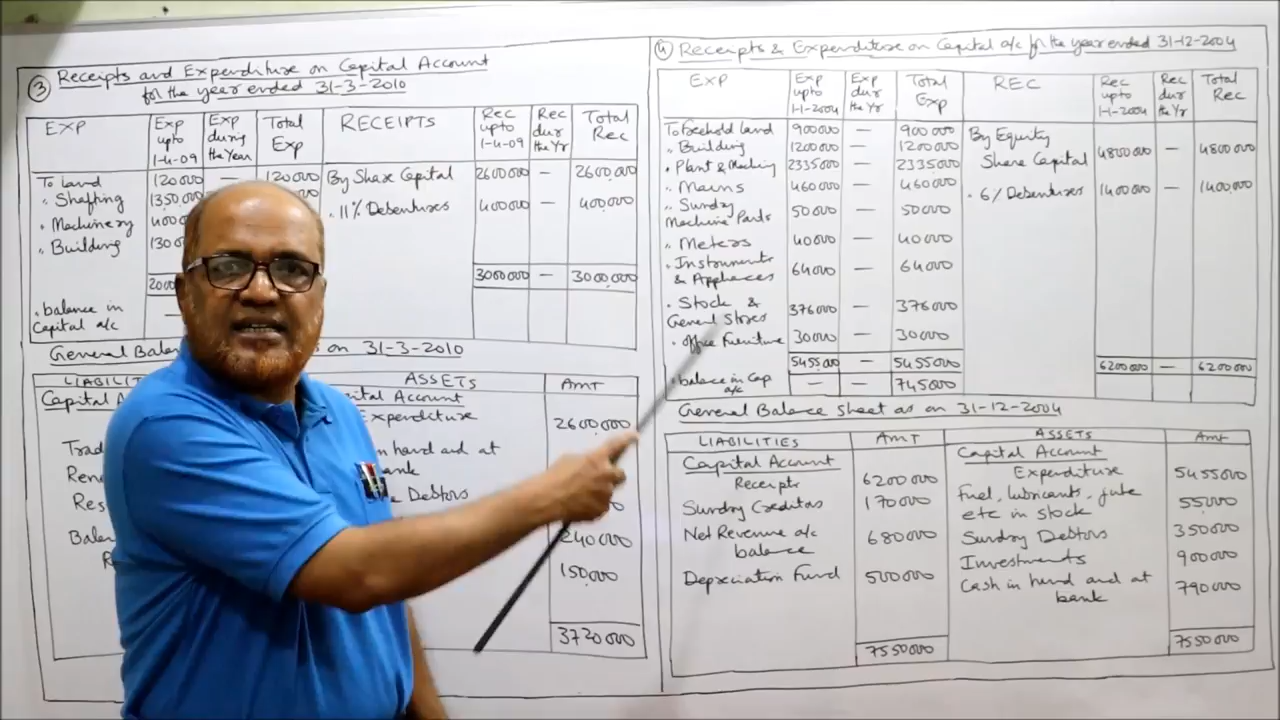 ③ Receipts and Expenditure on Capital Account
for the year ended 31-3-2010
EXP
Exp upto 1-4-09
Exp during the Year
Total Exp
RECEIPTS
Rec upto 1-4-09
Rec dur the Yr
Total Rec
To land 120000 — 120000 By Share Capital 2600000 — 2600000
" Shafting 1350000 11% Debentures 400000 — 400000
" Machinery
" Building
3000000 — 3000000
balance in
Capital a/c —
General on 31-3-2010
ASSETS AMT
Account
Expenditure 2600000
hand and at
Debtors
240000
150000
3720000
④ Receipts & Expenditure on Capital a/c for the year ended 31-12-2004
EXP
Exp upto 1-1-2004
Exp dur the Yr
Total Exp
REC
Rec upto 1-1-2004
Rec dur the Yr
Total Rec
To Feehold land 900000 — 900000 By Equity
" Building 1200000 — 1200000 Share Capital 4800000 — 4800000
" Plant & Maching 2335000 — 2335000
" Mains 460000 — 460000 " 6% Debentures 1400000 — 1400000
" Sundry
Machine Parts 50000 — 50000
" Meters 40000 — 40000
" Instruments
& Appliances 64000 — 64000
" Stock &
General Stores 376000 — 376000
" office Furniture 30000 — 30000
5455000 — 5455000 6200000 — 6200000
" balance in Cap
a/c — — 745000
General Balance Sheet as on 31-12-2004
LIABILITIES AMT ASSETS Amt
Capital Account Capital Account
Receipts 6200000 Expenditure 5455000
Sundry Creditors 170000 Fuel, lubricants, jute
etc in stock 55000
Net Revenue a/c
balance 680000 Sundry Debtors 350000
Depreciation Fund 500000 Investments 900000
Cash in hand and at
bank 790000
7550000 7550000